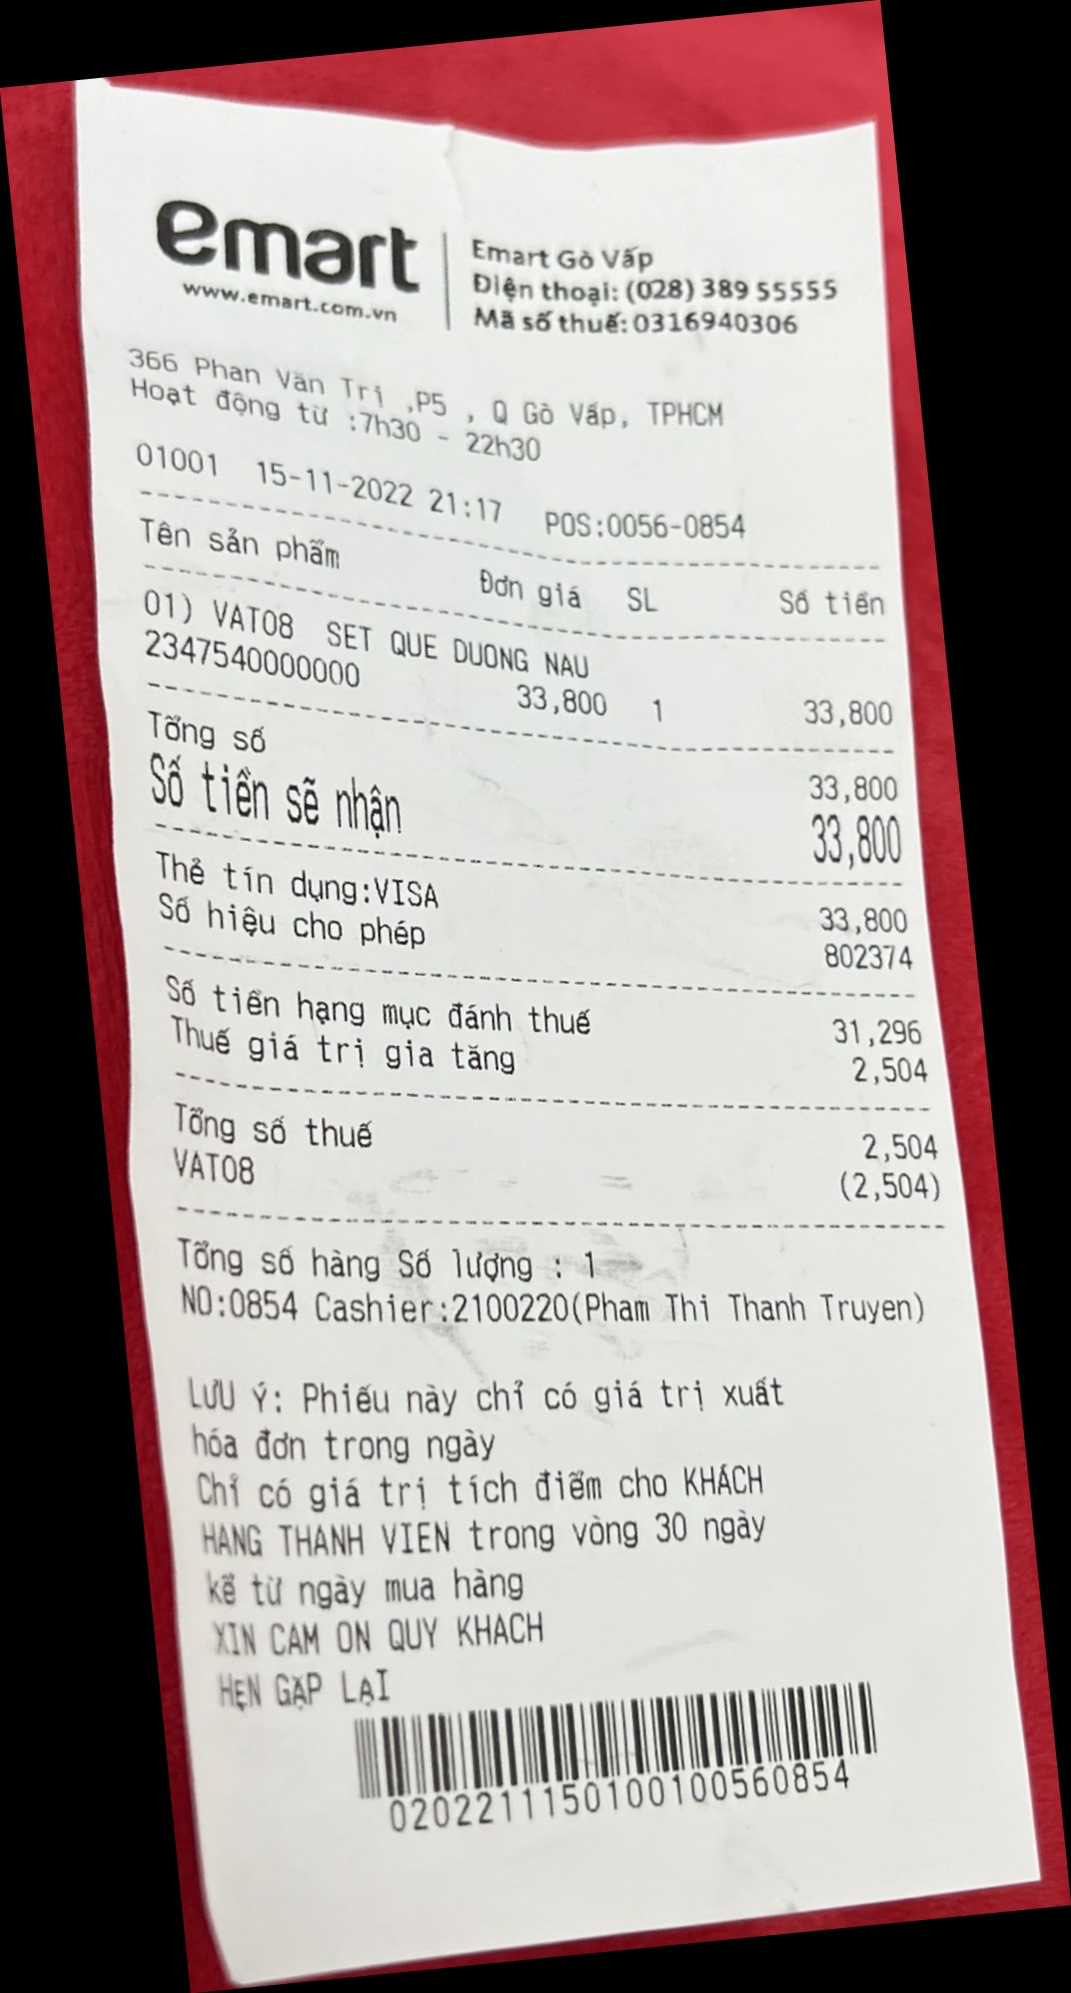 emart
www.emart.com.vn
Emart Gò Vấp
Điện thoại: (028) 389 55555
Mã số thuế: 0316940306
366 Phan Văn Trị ,P5 , Q Gò Vấp, TPHCM
Hoạt động từ :7h30 - 22h30
01001 15-11-2022 21:17 POS:0056-0854
Tên sản phẩm Đơn giá SL Số tiền
01) VAT08 SET QUE DUONG NAU
2347540000000 33,800 1 33,800
Tổng số 33,800
Số tiền sẽ nhận 33,800
Thẻ tín dụng:VISA 33,800
Số hiệu cho phép 802374
Số tiền hạng mục đánh thuế 31,296
Thuế giá trị gia tăng 2,504
Tổng số thuế 2,504
VAT08 (2,504)
Tổng số hàng Số lượng : 1
NO:0854 Cashier:2100220(Pham Thi Thanh Truyen)
LƯU Ý: Phiếu này chỉ có giá trị xuất
hóa đơn trong ngày
Chỉ có giá trị tích điểm cho KHÁCH
HANG THANH VIEN trong vòng 30 ngày
kể từ ngày mua hàng
XIN CAM ON QUY KHACH
HẸN GẶP LẠI
0202211150100100560854